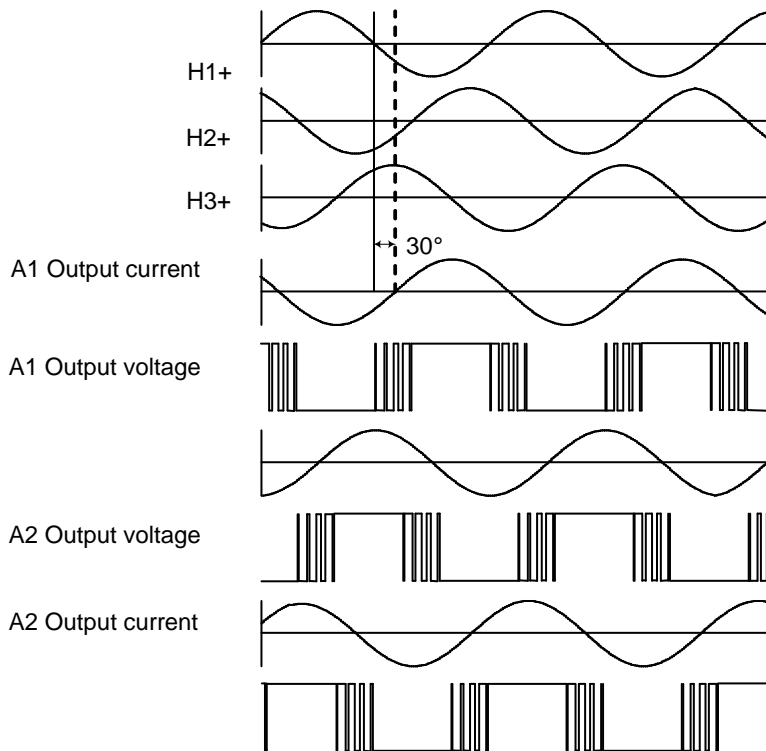 H1+
H2+
H3+
30°
A1 Output current
A1 Output voltage
A2 Output voltage
A2 Output current